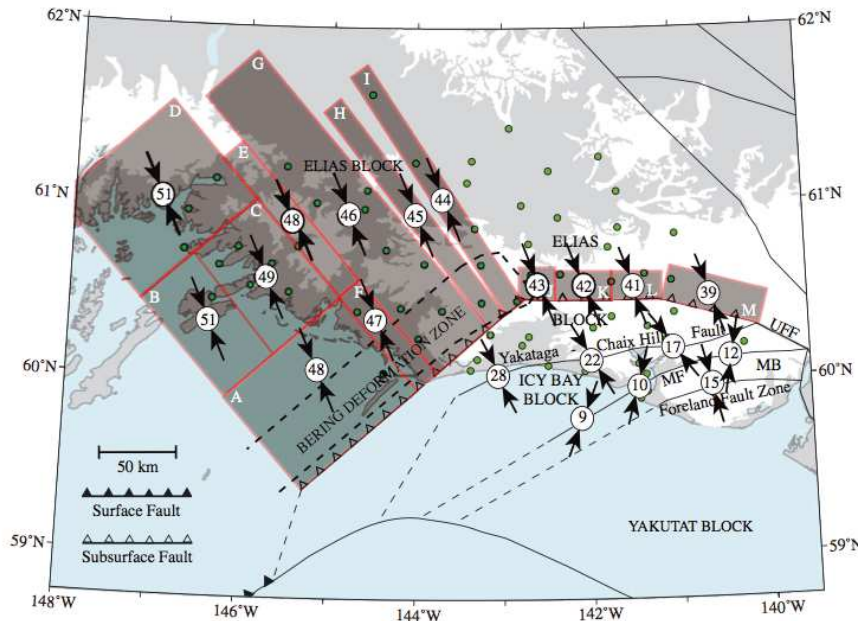 62°N
62°N
G
I
D
H
E
ELIAS BLOCK
61°N
51
48
46
45
44
61°N
C
ELIAS
49
43
42
41
39
B
K
L
M
51
F
47
BLOCK
UFF
60°N
48
28
Yakataga
22
Chaix Hill
17
Fault
12
60°N
A
BERING DEFORMATION ZONE
ICY BAY
BLOCK
10
MF
15
MB
9
Foreland Fault Zone
50 km
Surface Fault
Subsurface Fault
YAKUTAT BLOCK
59°N
59°N
148°W
146°W
144°W
142°W
140°W